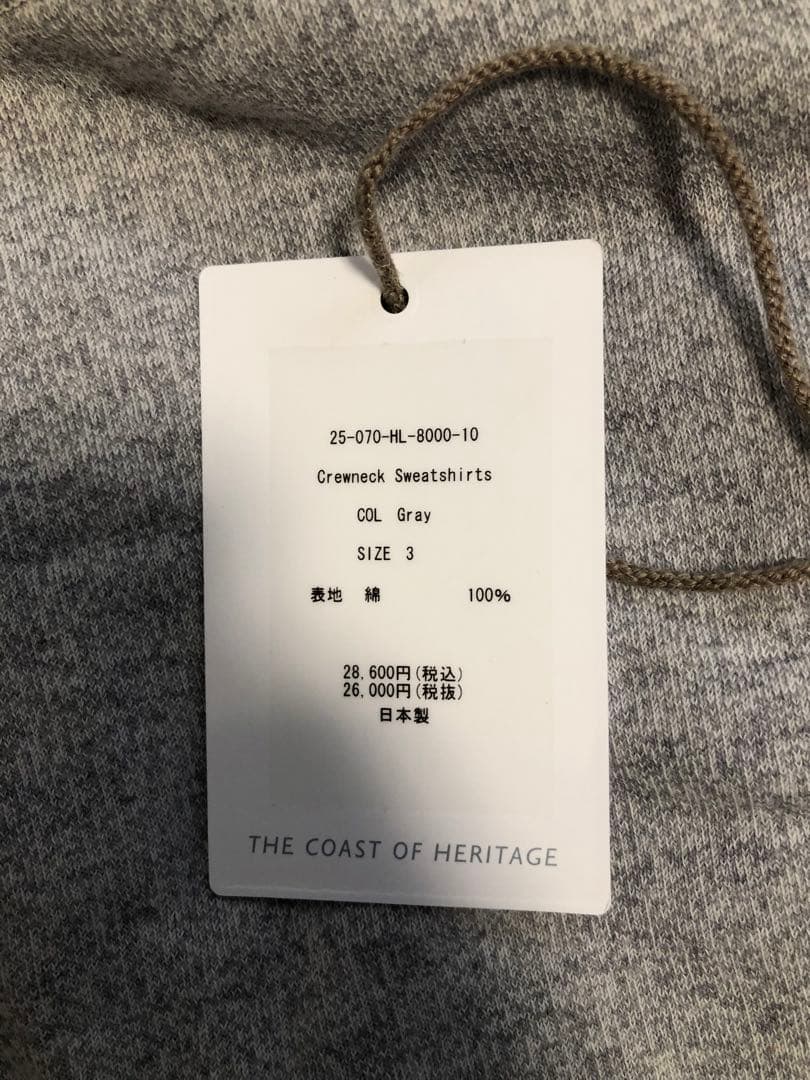 25-070-HL-8000-10
Crewneck Sweatshirts
COL Gray
SIZE 3
表地 綿 100%
28,600円(税込)
26,000円(税抜)
日本製
THE COAST OF HERITAGE